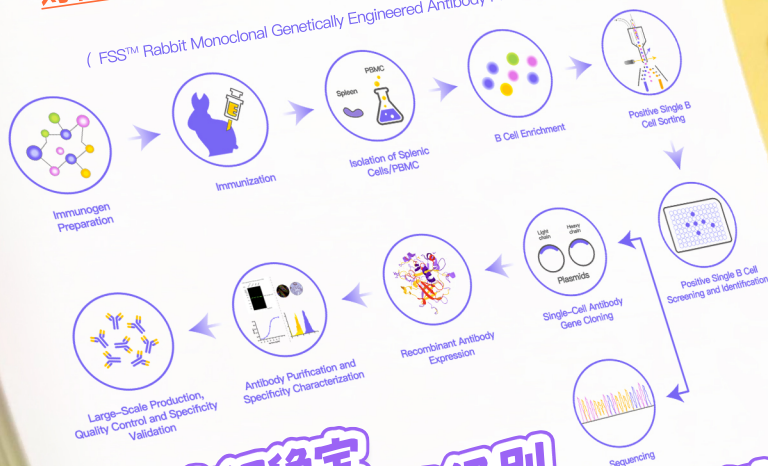 ( FSS™ Rabbit Monoclonal Genetically Engineered Antibody
Spleen
PBMC
Immunogen
Preparation
Immunization
Isolation of Splenic
Cells/PBMC
B Cell Enrichment
Positive Single B
Cell Sorting
Positive Single B Cell
Screening and Identification
Light
chain
Heavy
chain
Plasmids
Single-Cell Antibody
Gene Cloning
Recombinant Antibody
Expression
Antibody Purification and
Specificity Characterization
Large-Scale Production,
Quality Control and Specificity
Validation
Sequencing